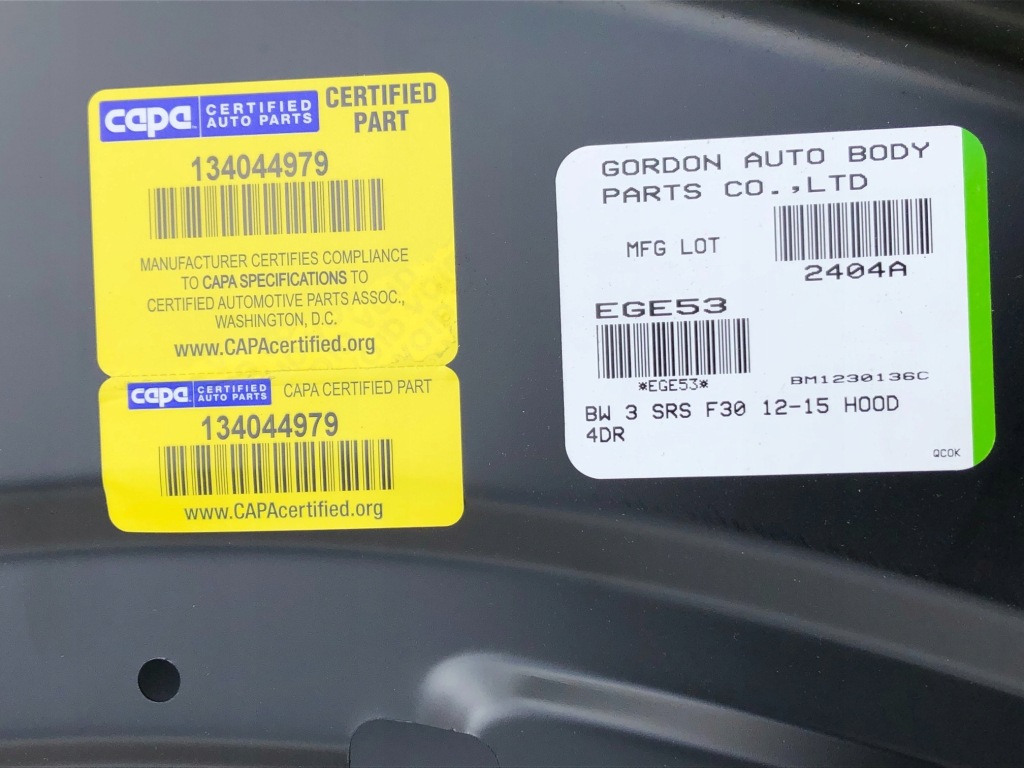 capa CERTIFIED AUTO PARTS
CERTIFIED PART
134044979
MANUFACTURER CERTIFIES COMPLIANCE
TO CAPA SPECIFICATIONS TO
CERTIFIED AUTOMOTIVE PARTS ASSOC.,
WASHINGTON, D.C.
www.CAPAcertified.org
capa CERTIFIED AUTO PARTS
CAPA CERTIFIED PART
134044979
www.CAPAcertified.org
GORDON AUTO BODY
PARTS CO.,LTD
MFG LOT
2404A
EGE53
*EGE53*
BM1230136C
BW 3 SRS F30 12-15 HOOD
4DR
QCOK